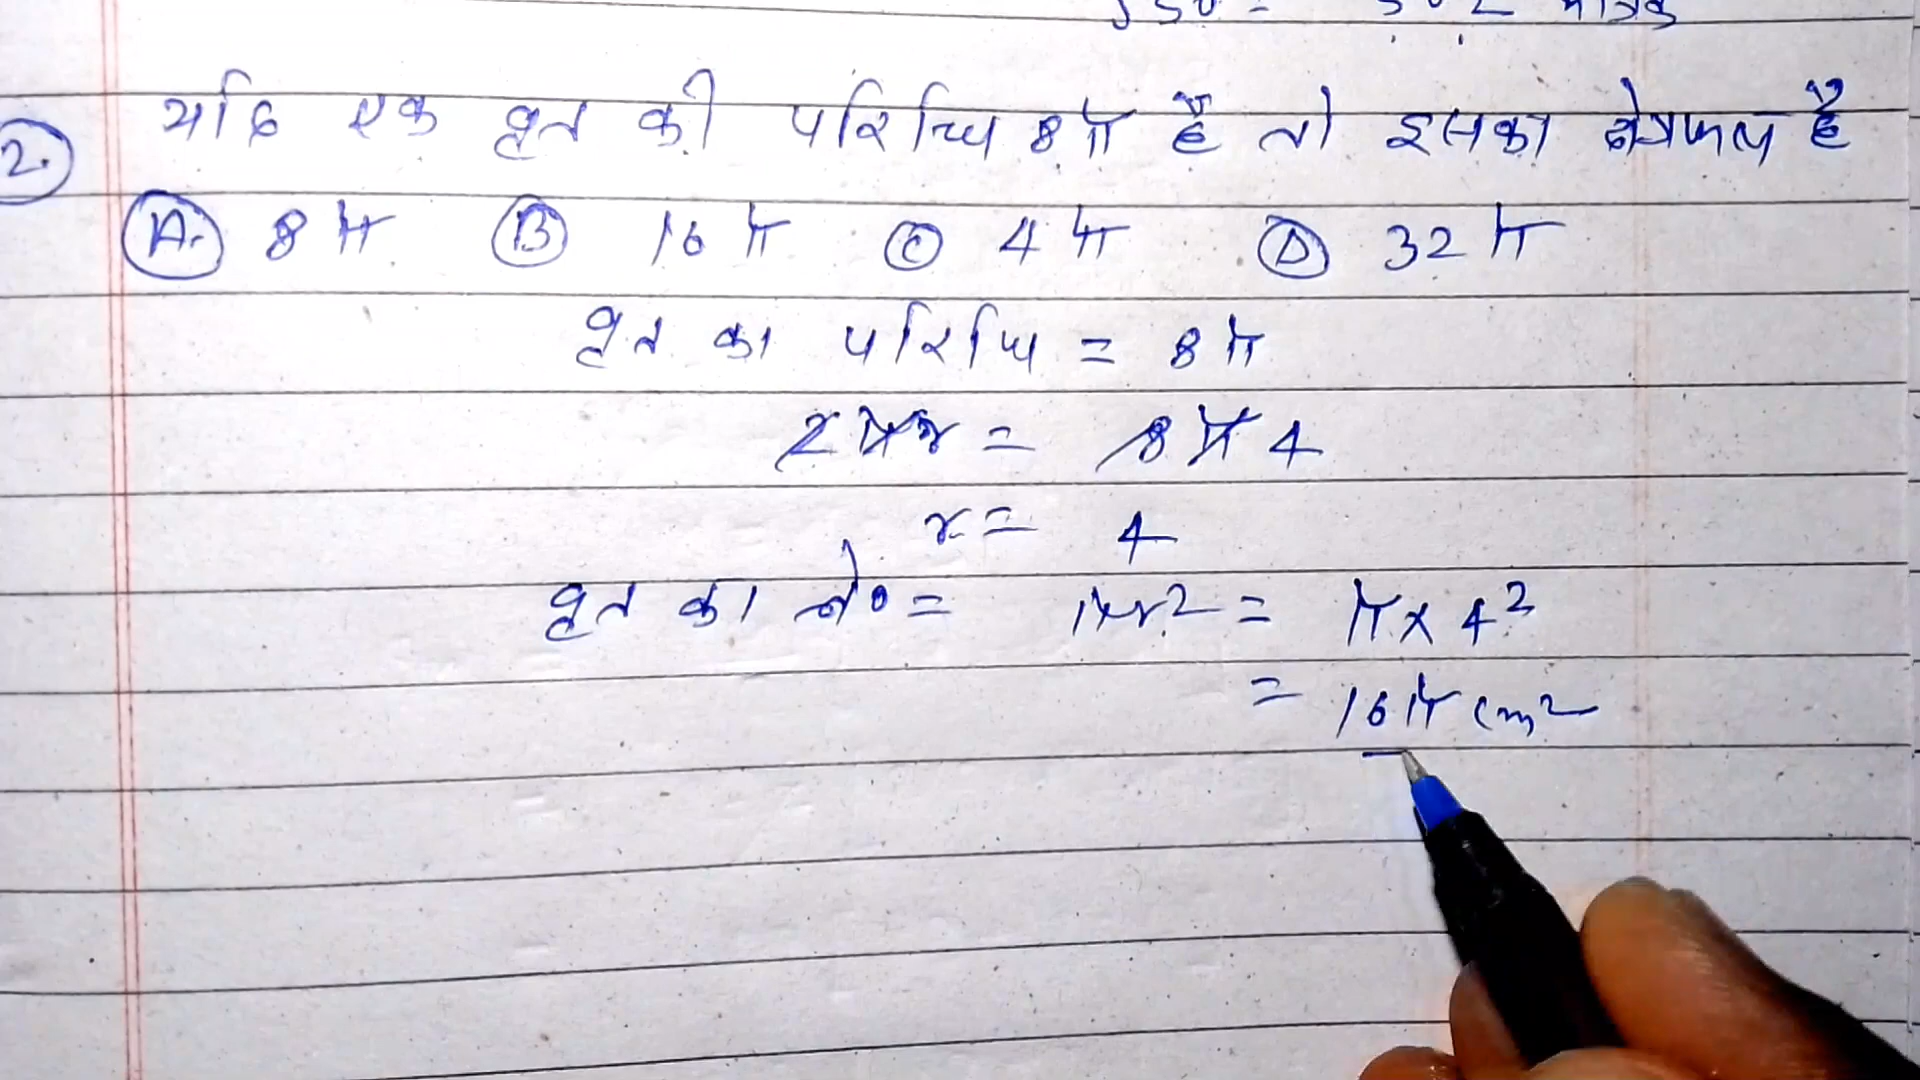 2. यदि एक वृत की परिधि 8π है तो इसका क्षेत्रफल है
A. 8π B 16π C 4π D 32π
वृत का परिधि = 8π
2πr = 8π 4
r = 4
वृत का क्षे० = πr² = π × 4²
= 16π cm²